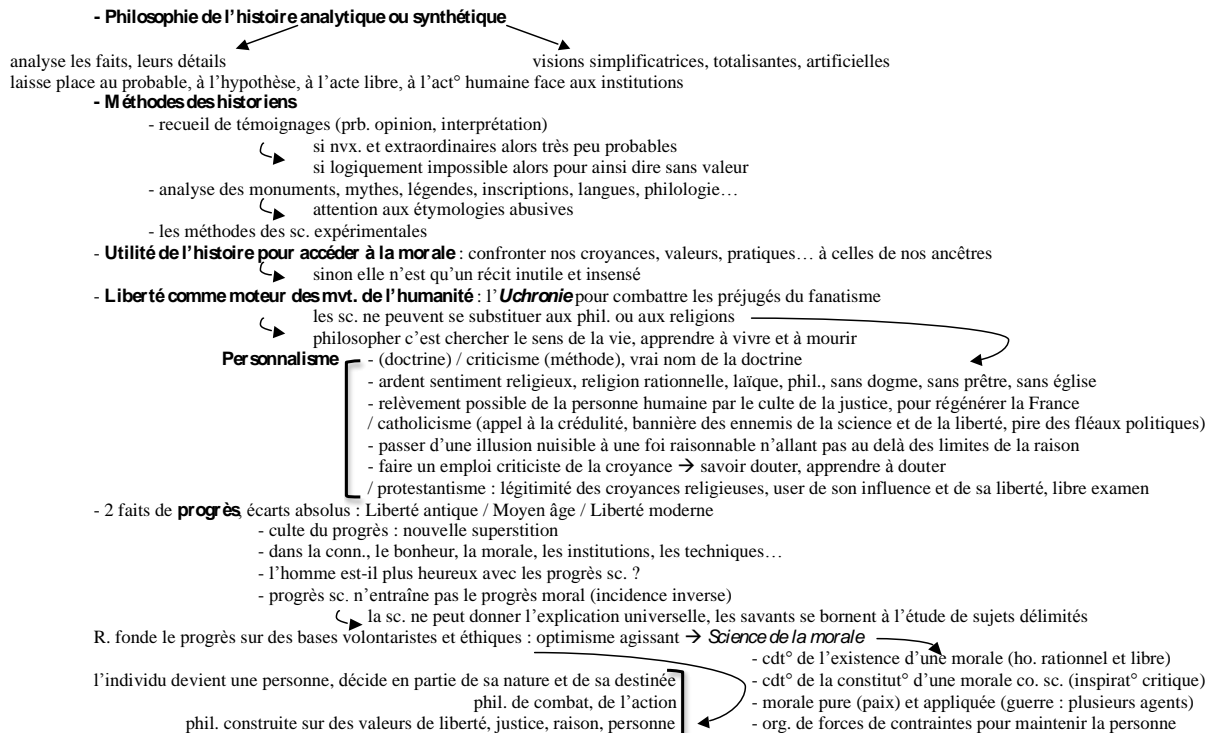 - Philosophie de l'histoire analytique ou synthétique
analyse les faits, leurs détails visions simplificatrices, totalisantes, artificielles
laisse place au probable, à l'hypothèse, à l'acte libre, à l'act° humaine face aux institutions
- Méthodes des historiens
- recueil de témoignages (prb. opinion, interprétation)
si nvx. et extraordinaires alors très peu probables
si logiquement impossible alors pour ainsi dire sans valeur
- analyse des monuments, mythes, légendes, inscriptions, langues, philologie…
attention aux étymologies abusives
- les méthodes des sc. expérimentales
- Utilité de l'histoire pour accéder à la morale : confronter nos croyances, valeurs, pratiques… à celles de nos ancêtres
sinon elle n'est qu'un récit inutile et insensé
- Liberté comme moteur des mvt. de l'humanité : l'Uchronie pour combattre les préjugés du fanatisme
les sc. ne peuvent se substituer aux phil. ou aux religions
philosopher c'est chercher le sens de la vie, apprendre à vivre et à mourir
Personnalisme - (doctrine) / criticisme (méthode), vrai nom de la doctrine
- ardent sentiment religieux, religion rationnelle, laïque, phil., sans dogme, sans prêtre, sans église
- relèvement possible de la personne humaine par le culte de la justice, pour régénérer la France
/ catholicisme (appel à la crédulité, bannière des ennemis de la science et de la liberté, pire des fléaux politiques)
- passer d'une illusion nuisible à une foi raisonnable n'allant pas au delà des limites de la raison
- faire un emploi criticiste de la croyance → savoir douter, apprendre à douter
/ protestantisme : légitimité des croyances religieuses, user de son influence et de sa liberté, libre examen
- 2 faits de progrès, écarts absolus : Liberté antique / Moyen âge / Liberté moderne
- culte du progrès : nouvelle superstition
- dans la conn., le bonheur, la morale, les institutions, les techniques…
- l'homme est-il plus heureux avec les progrès sc. ?
- progrès sc. n'entraîne pas le progrès moral (incidence inverse)
la sc. ne peut donner l'explication universelle, les savants se bornent à l'étude de sujets délimités
R. fonde le progrès sur des bases volontaristes et éthiques : optimisme agissant → Science de la morale
- cdt° de l'existence d'une morale (ho. rationnel et libre)
l'individu devient une personne, décide en partie de sa nature et de sa destinée - cdt° de la constitut° d'une morale co. sc. (inspirat° critique)
phil. de combat, de l'action - morale pure (paix) et appliquée (guerre : plusieurs agents)
phil. construite sur des valeurs de liberté, justice, raison, personne - org. de forces de contraintes pour maintenir la personne